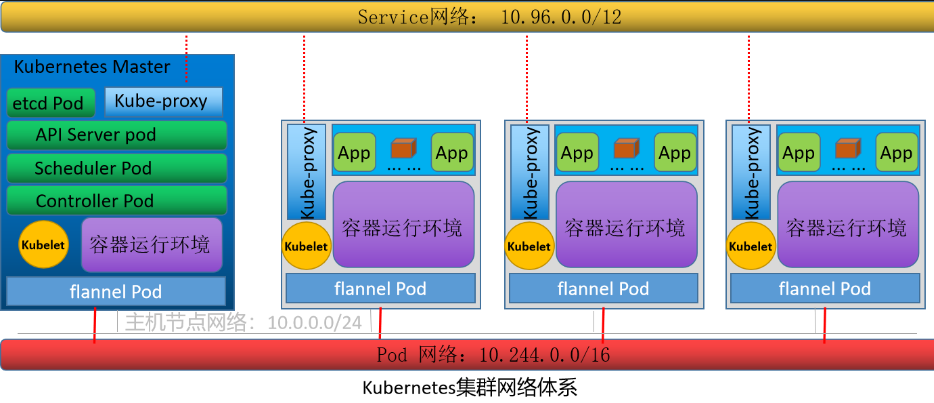 Service网络： 10.96.0.0/12
Kubernetes Master
etcd Pod
Kube-proxy
API Server pod
Scheduler Pod
Controller Pod
Kubelet
容器运行环境
flannel Pod
Kube-proxy
App
... ...
App
Kubelet
容器运行环境
flannel Pod
Kube-proxy
App
... ...
App
Kubelet
容器运行环境
flannel Pod
Kube-proxy
App
... ...
App
Kubelet
容器运行环境
flannel Pod
主机节点网络：10.0.0.0/24
Pod 网络：10.244.0.0/16
Kubernetes集群网络体系